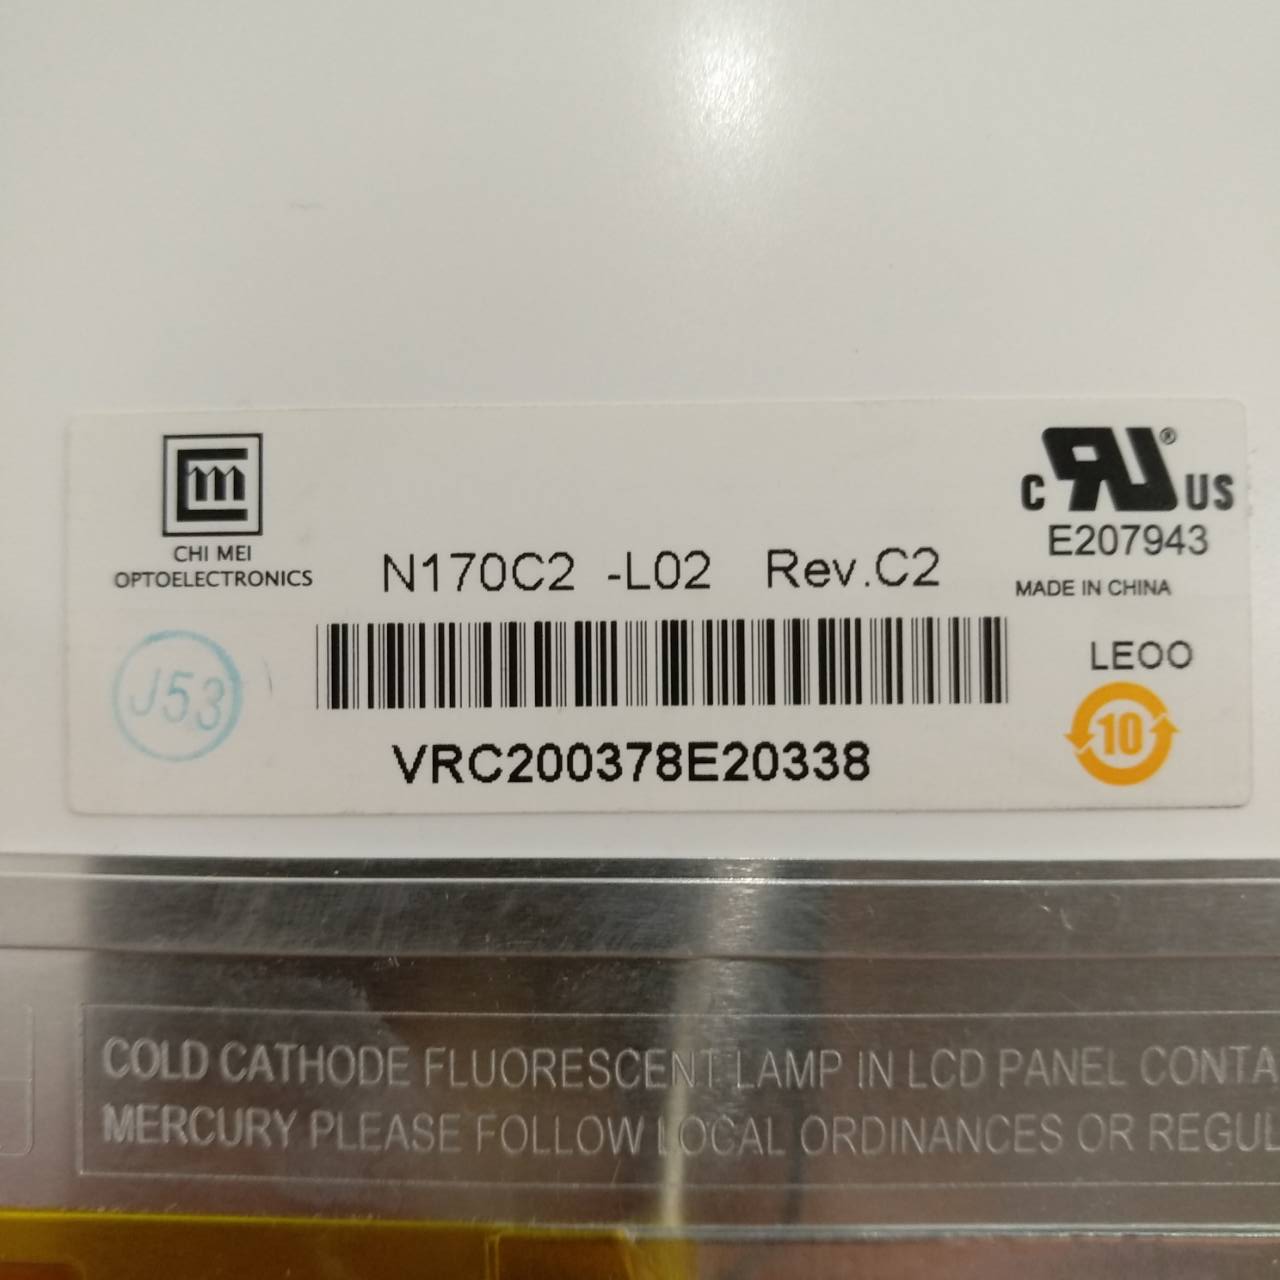 CHI MEI
OPTOELECTRONICS
N170C2 -L02 Rev.C2
C UR® US
E207943
MADE IN CHINA
LEOO
J53
10
VRC200378E20338
COLD CATHODE FLUORESCENT LAMP IN LCD PANEL CONTA
MERCURY PLEASE FOLLOW LOCAL ORDINANCES OR REGUL